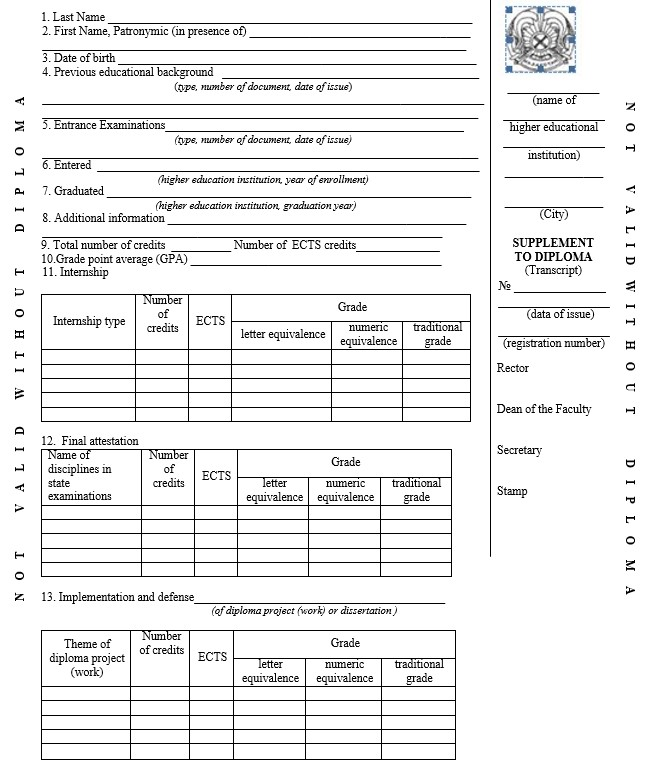 NOT VALID WITHOUT DIPLOMA
1. Last Name
2. First Name, Patronymic (in presence of)
3. Date of birth
4. Previous educational background
(type, number of document, date of issue)
5. Entrance Examinations
(type, number of document, date of issue)
6. Entered
(higher education institution, year of enrollment)
7. Graduated
(higher education institution, graduation year)
8. Additional information
9. Total number of credits Number of ECTS credits
10.Grade point average (GPA)
11. Internship
Internship type
Number of credits
ECTS
Grade
letter equivalence
numeric equivalence
traditional grade
12. Final attestation
Name of disciplines in state examinations
Number of credits
ECTS
Grade
letter equivalence
numeric equivalence
traditional grade
13. Implementation and defense
(of diploma project (work) or dissertation )
Theme of diploma project (work)
Number of credits
ECTS
Grade
letter equivalence
numeric equivalence
traditional grade
(name of
higher educational
institution)
(City)
SUPPLEMENT
TO DIPLOMA
(Transcript)
№
(data of issue)
(registration number)
Rector
Dean of the Faculty
Secretary
Stamp
NOT VALID WITHOUT DIPLOMA